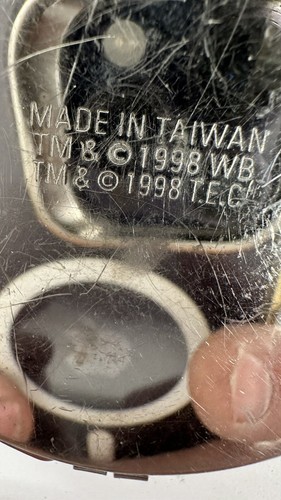 MADE IN TAIWAN
TM & © 1998 WB
TM & © 1998 T.E.C